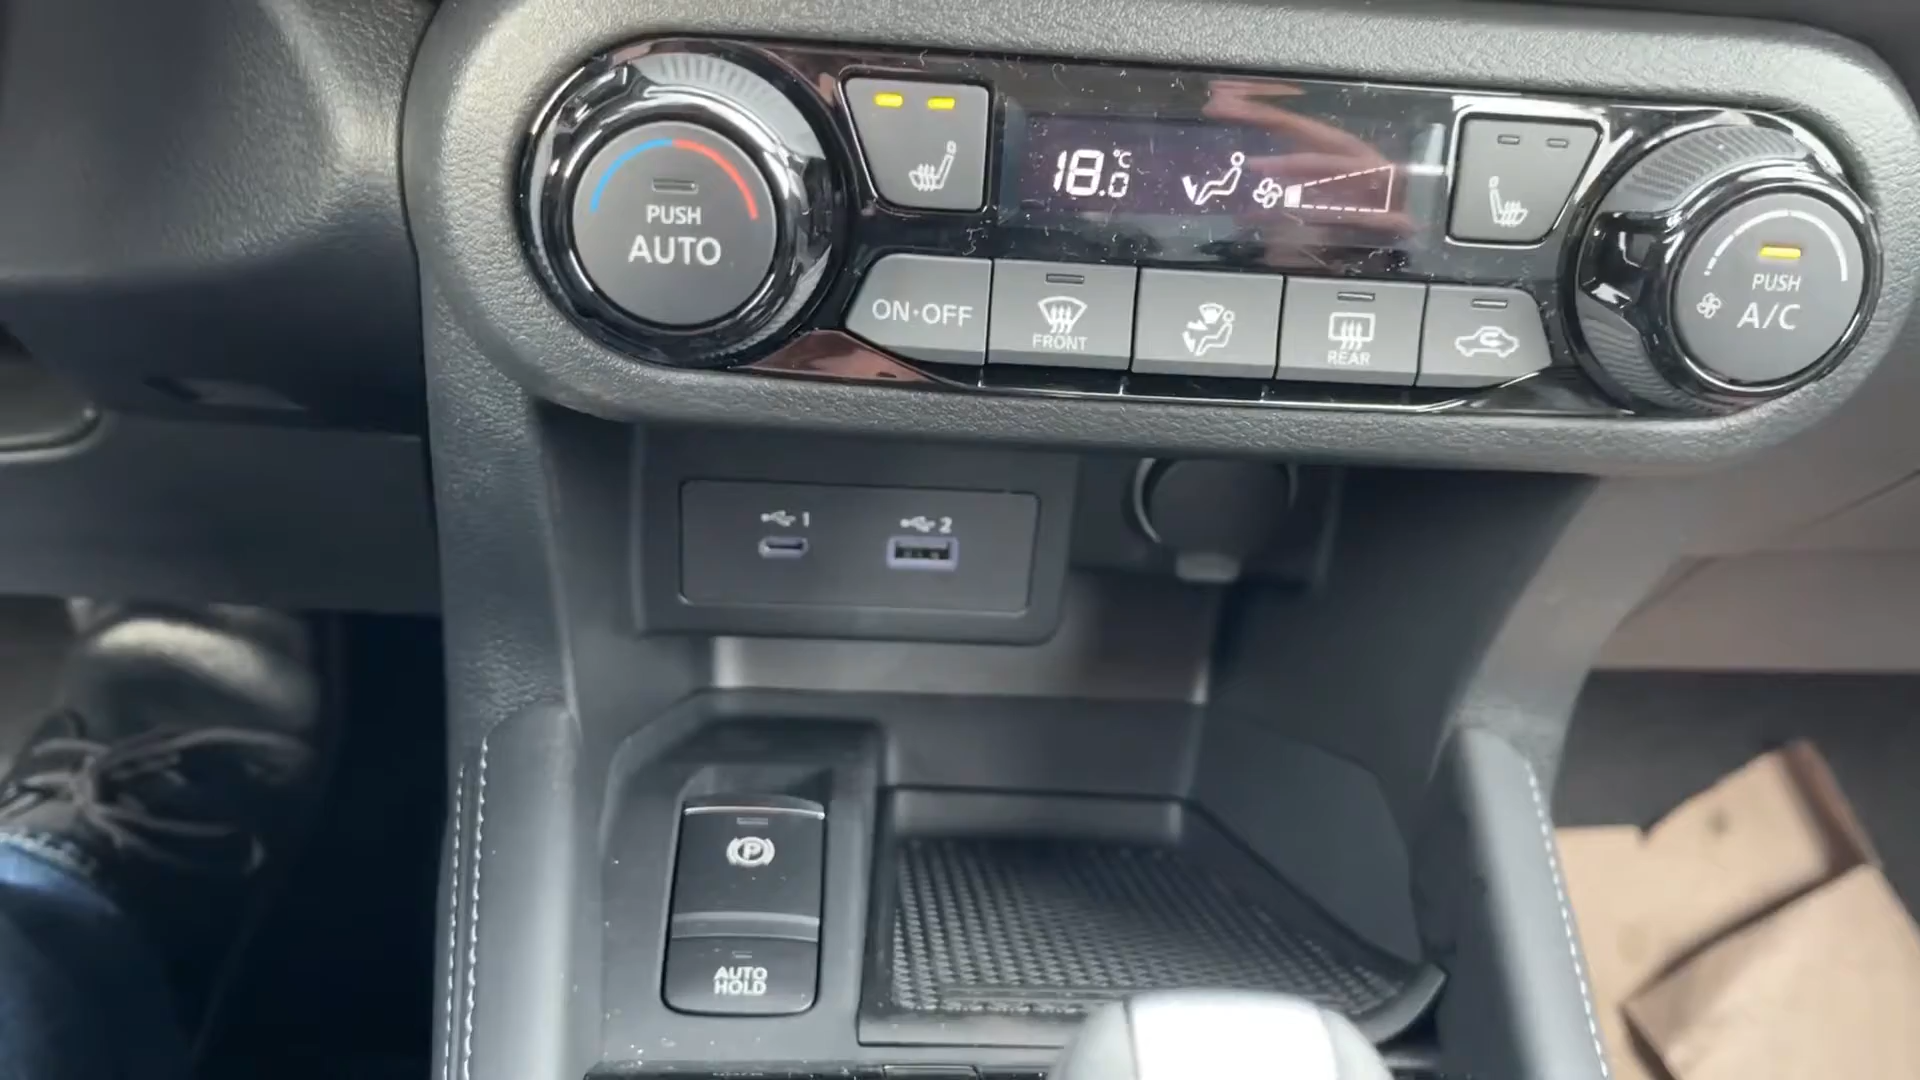 PUSH
AUTO
18.0 °C
ON·OFF
FRONT
REAR
PUSH
A/C
1
2
P
AUTO
HOLD